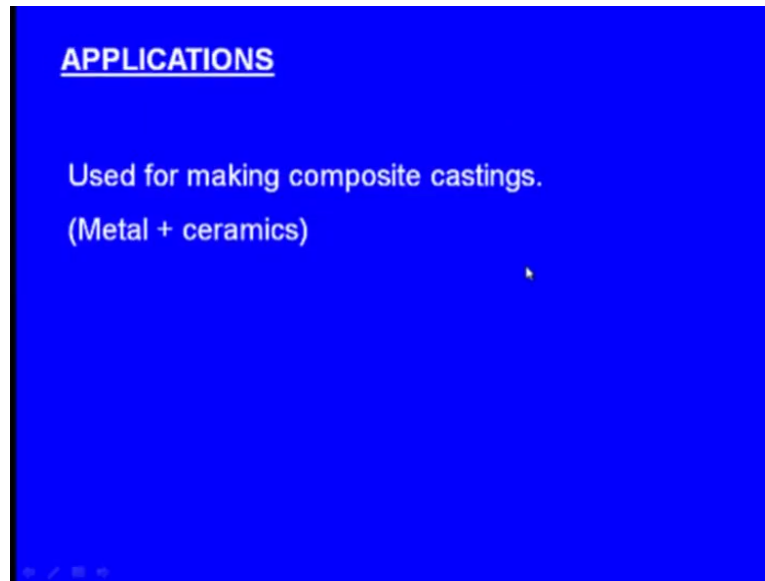 APPLICATIONS
Used for making composite castings.
(Metal + ceramics)